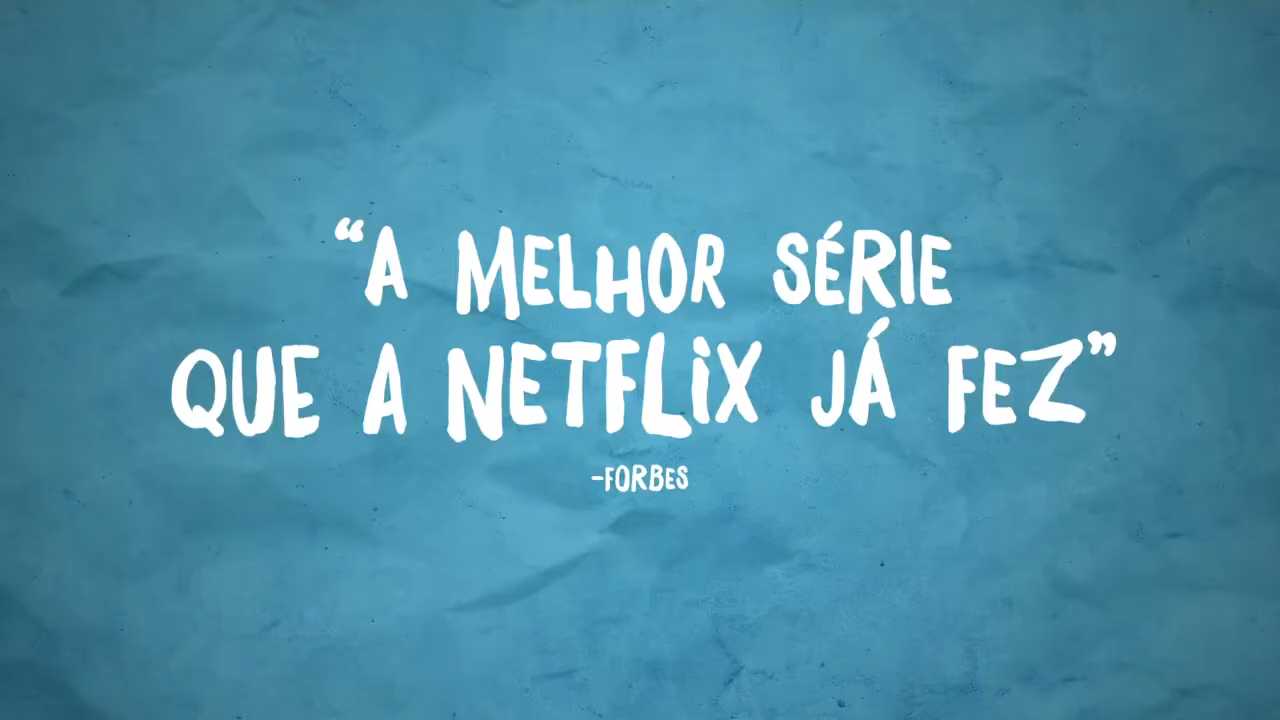 “A MELHOR SÉRIE
QUE A NETFLIX JÁ FEZ”
-FORBES